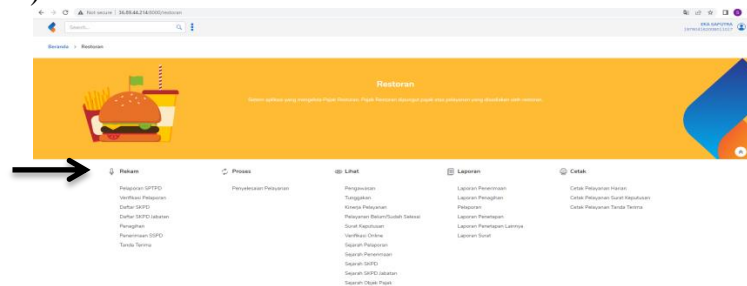 Not secure | 36.89.46.214:8000/restoran
Search...
EKA SAPUTRA
Beranda > Restoran
Restoran
Rekam
Pelaporan SPTPD
Verifikasi Pelaporan
Daftar SKPD
Daftar SKPD Jabatan
Penagihan
Penerimaan SSPD
Tanda Terima
Proses
Penyelesaian Pelayanan
Lihat
Pengawasan
Tunggakan
Kinerja Pelayanan
Pelayanan Belum/Sudah Selesai
Surat Keputusan
Verifikasi Online
Sejarah Pelaporan
Sejarah Penerimaan
Sejarah SKPD
Sejarah SKPD Jabatan
Sejarah Objek Pajak
Laporan
Laporan Penerimaan
Laporan Penagihan
Pelaporan
Laporan Penetapan
Laporan Penetapan Lainnya
Laporan Surat
Cetak
Cetak Pelayanan Harian
Cetak Pelayanan Surat Keputusan
Cetak Pelayanan Tanda Terima